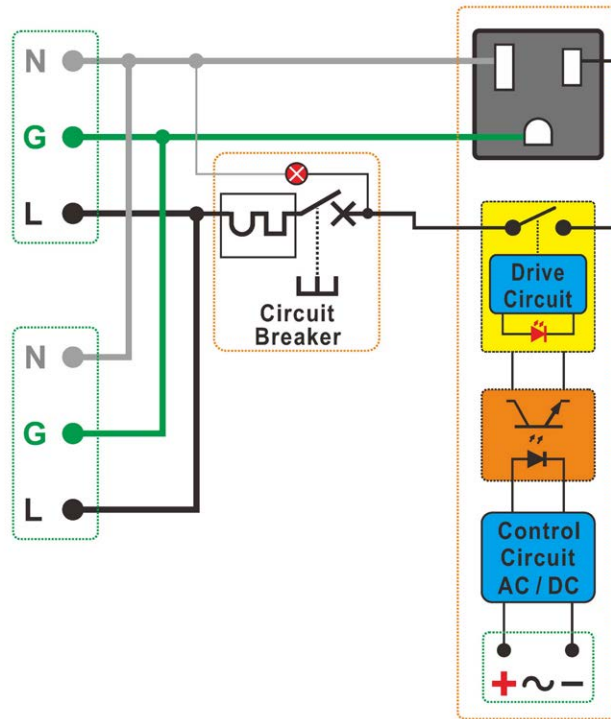 N
G
L
Circuit
Breaker
Drive
Circuit
N
G
L
Control
Circuit
AC / DC
+ ~ −